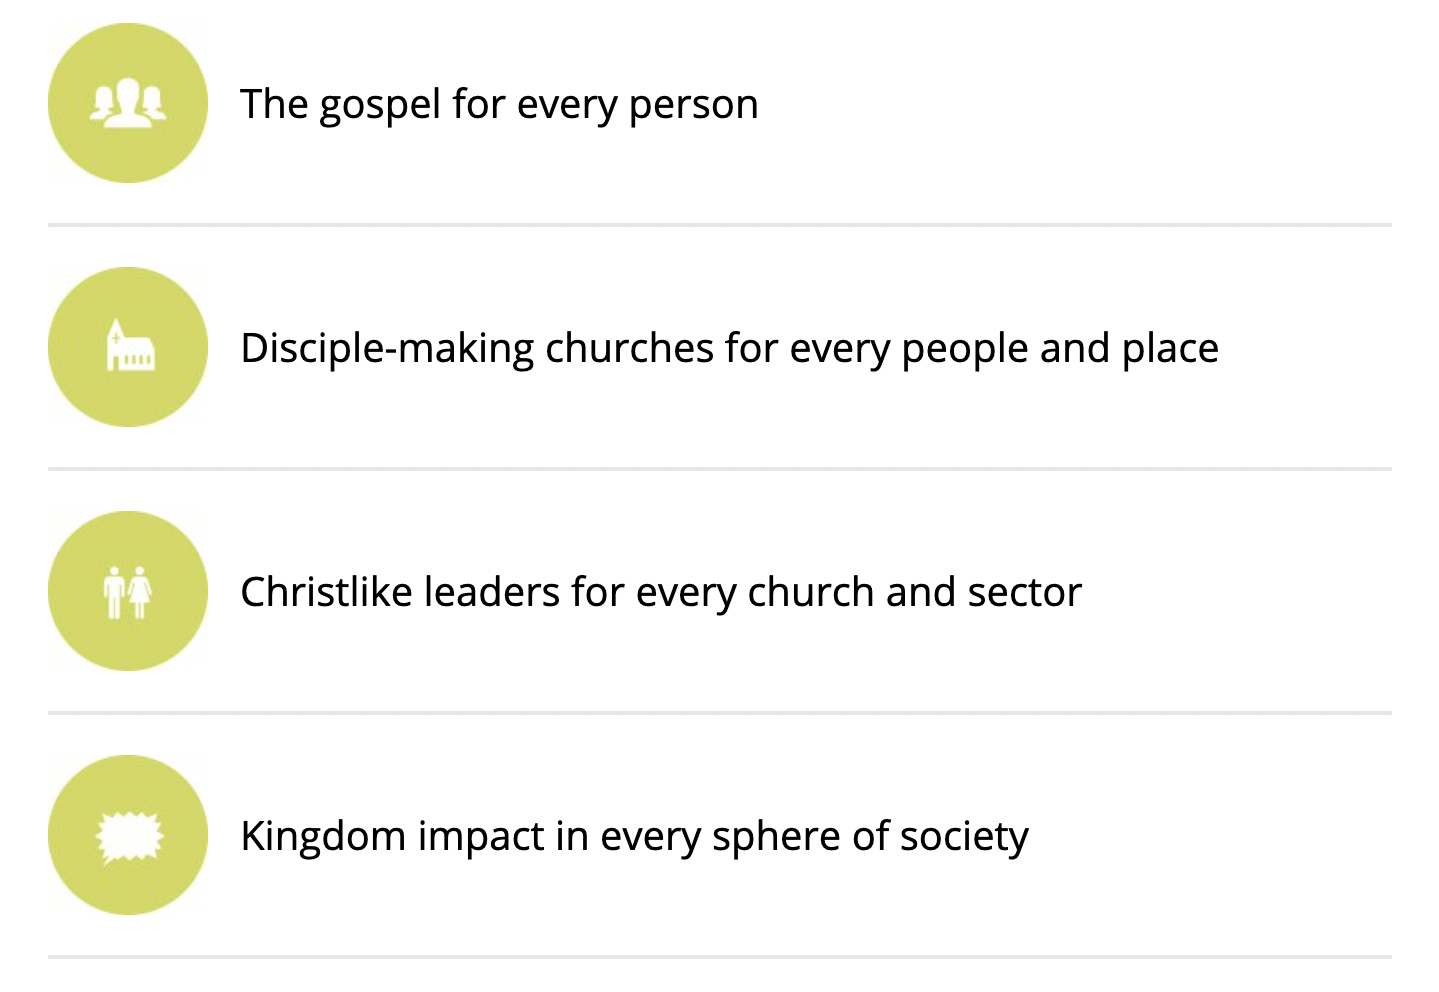 The gospel for every person
Disciple-making churches for every people and place
Christlike leaders for every church and sector
Kingdom impact in every sphere of society